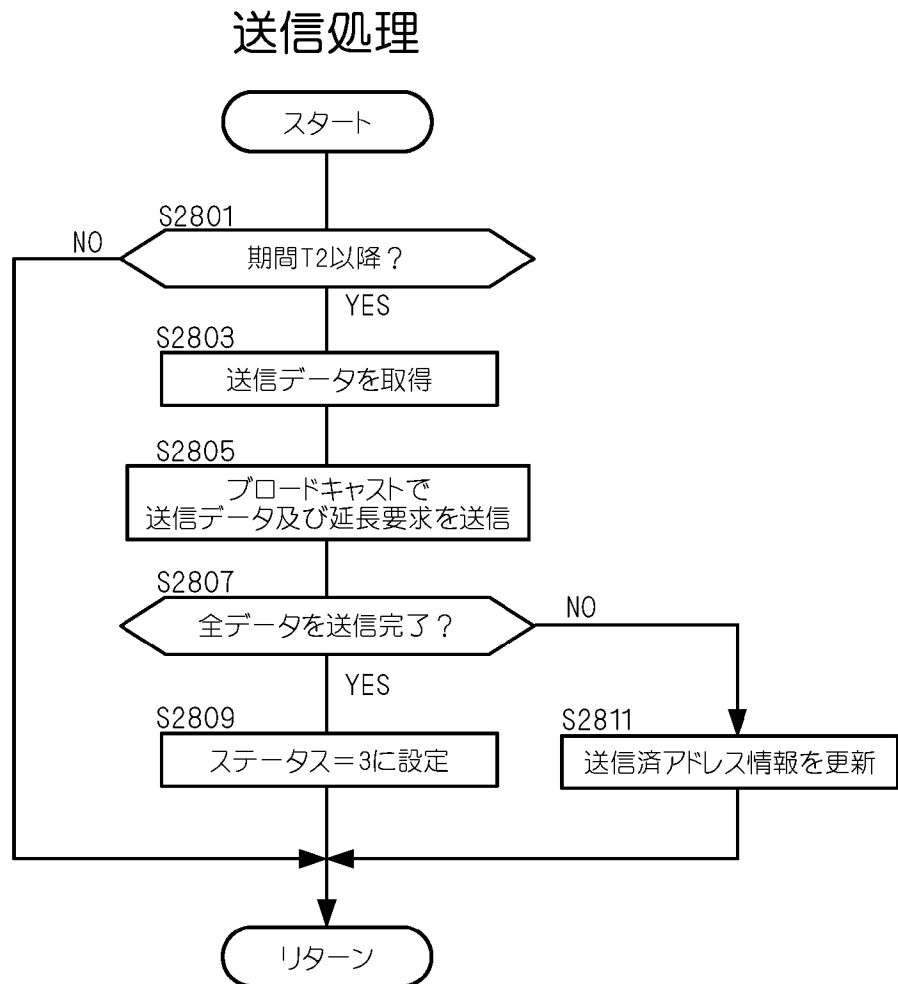 送信処理
スタート
S2801
NO
期間T2以降？
YES
S2803
送信データを取得
S2805
ブロードキャストで
送信データ及び延長要求を送信
S2807
全データを送信完了？
NO
YES
S2809
ステータス＝3に設定
S2811
送信済アドレス情報を更新
リターン